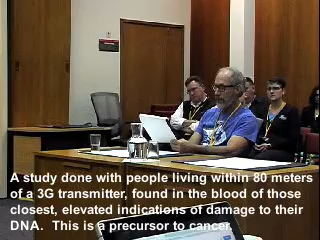 A study done with people living within 80 meters
of a 3G transmitter, found in the blood of those
closest, elevated indications of damage to their
DNA.  This is a precursor to cancer.